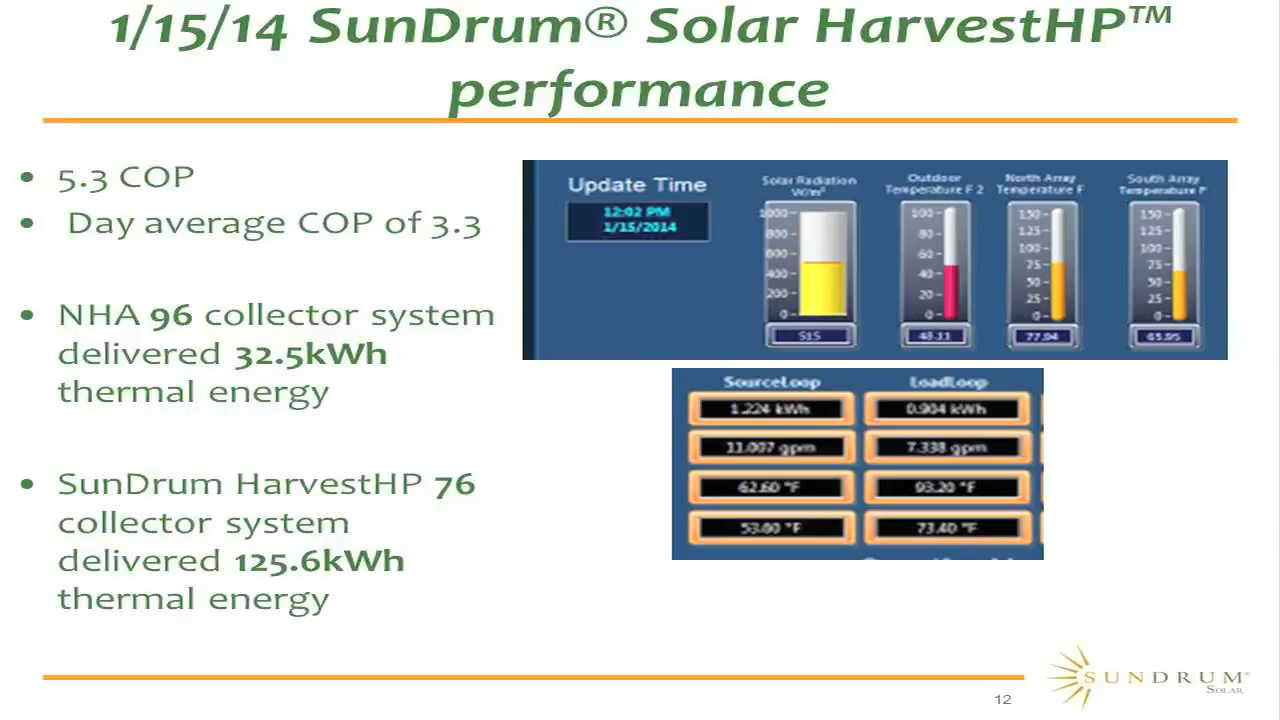 1/15/14 SunDrum® Solar HarvestHP™
performance
• 5.3 COP
• Day average COP of 3.3
• NHA 96 collector system
delivered 32.5kWh
thermal energy
• SunDrum HarvestHP 76
collector system
delivered 125.6kWh
thermal energy
Update Time
12:02 PM
1/15/2014
Solar Radiation
W/m²
1000
800
600
400
200
0
515
Outdoor
Temperature F 2
100
80
60
40
20
0
48.11
North Array
Temperature F
150
125
100
75
50
25
0
77.94
South Array
Temperature F
150
125
100
75
50
25
0
65.95
SourceLoop LoadLoop
1.224 kWh 0.904 kWh
11.007 gpm 7.338 gpm
62.60 °F 93.20 °F
°F 73.40 °F
SUNDRUM®
SOLAR
12